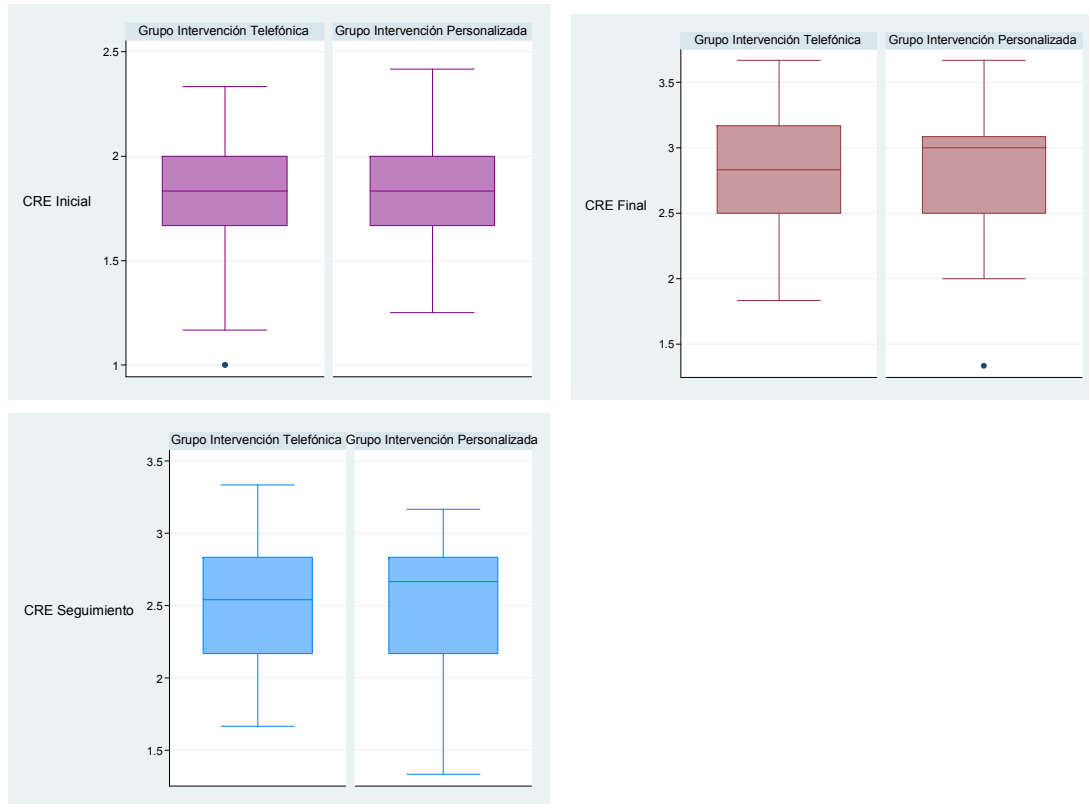 Grupo Intervención Telefónica
Grupo Intervención Personalizada
2.5
2
CRE Inicial
1.5
1
Grupo Intervención Telefónica
Grupo Intervención Personalizada
3.5
3
CRE Final
2.5
2
1.5
Grupo Intervención Telefónica
Grupo Intervención Personalizada
3.5
3
2.5
CRE Seguimiento
2
1.5